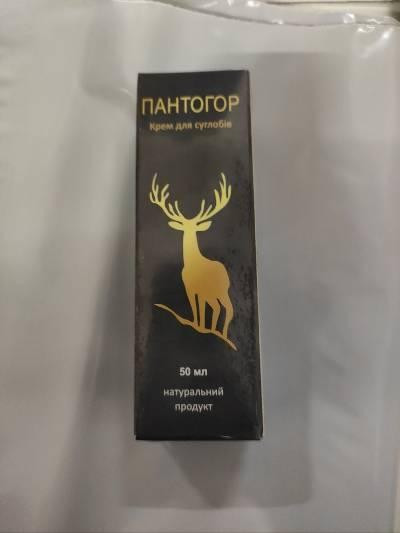 ПАНТОГОР
Крем для суглобів
50 мл
натуральний
продукт